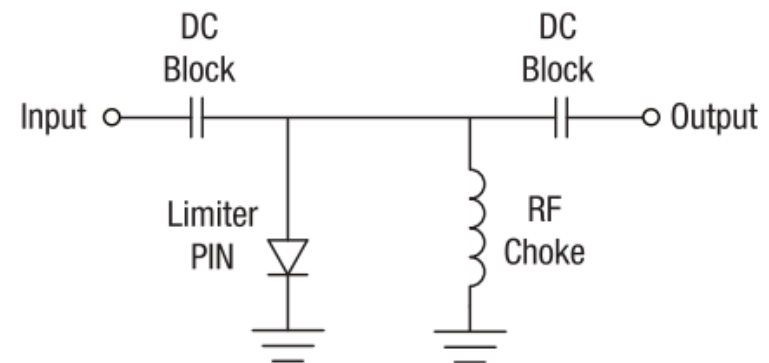 DC
Block
DC
Block
Input
Output
Limiter
PIN
RF
Choke